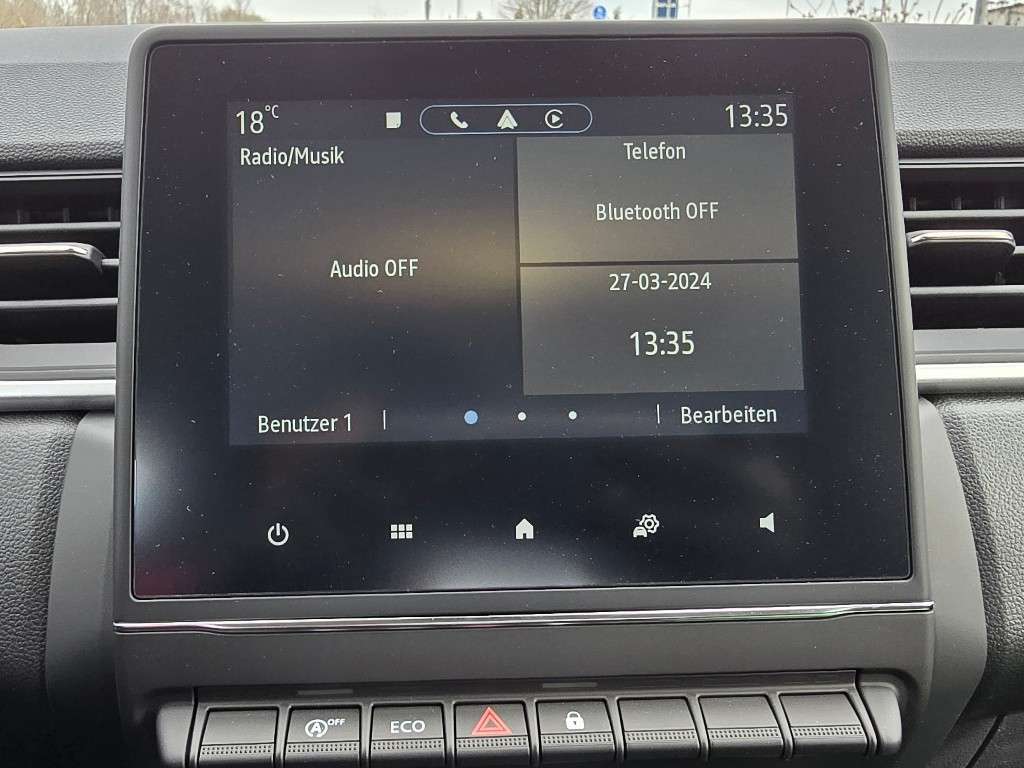 18°C
13:35
Radio/Musik
Telefon
Bluetooth OFF
Audio OFF
27-03-2024
13:35
Benutzer 1
Bearbeiten
A OFF
ECO